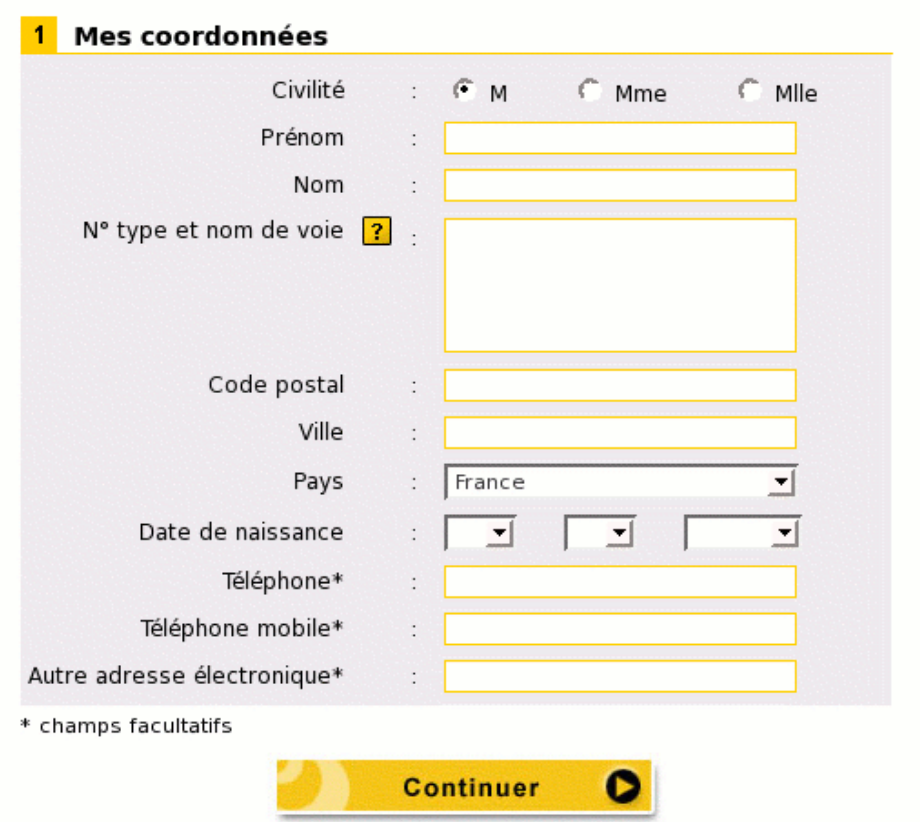 1 Mes coordonnées
Civilité : M Mme Mlle
Prénom :
Nom :
N° type et nom de voie ? :
Code postal :
Ville :
Pays : France
Date de naissance :
Téléphone* :
Téléphone mobile* :
Autre adresse électronique* :
* champs facultatifs
Continuer